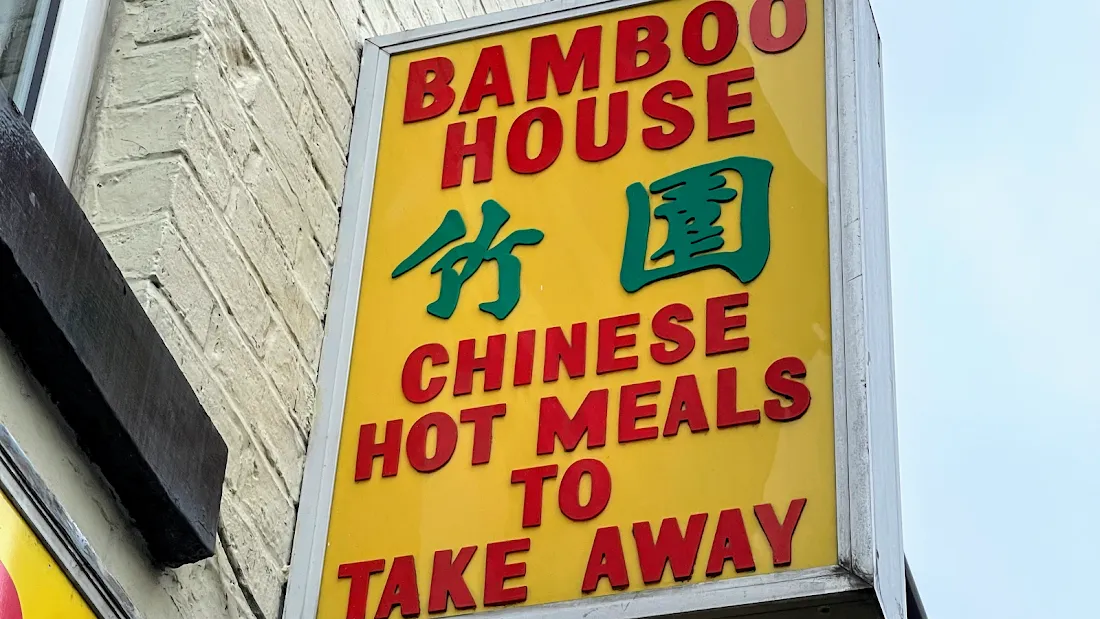 BAMBOO
HOUSE
竹園
CHINESE
HOT MEALS
TO
TAKE AWAY